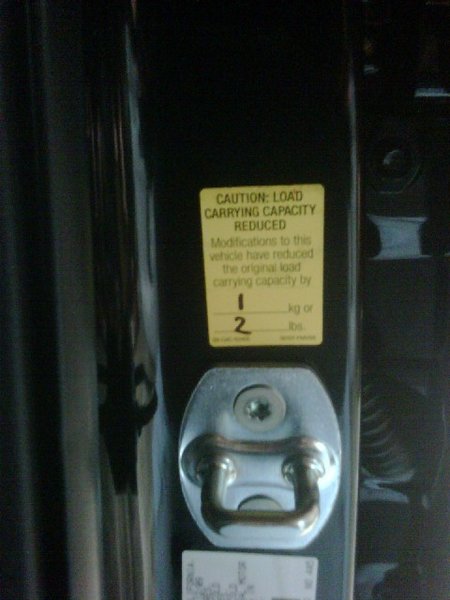 CAUTION: LOAD
CARRYING CAPACITY
REDUCED
Modifications to this
vehicle have reduced
the original load
carrying capacity by
1 kg or
2 lbs.
MOTOR